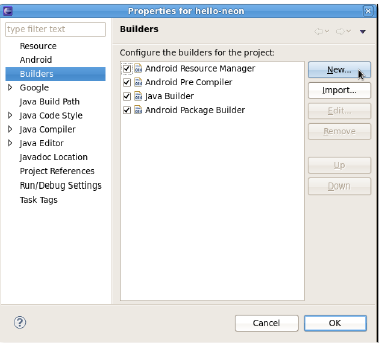 Properties for hello-neon
type filter text
Resource
Android
Builders
Google
Java Build Path
Java Code Style
Java Compiler
Java Editor
Javadoc Location
Project References
Run/Debug Settings
Task Tags
Builders
Configure the builders for the project:
Android Resource Manager
Android Pre Compiler
Java Builder
Android Package Builder
New...
Import...
Edit...
Remove
Up
Down
?
Cancel
OK